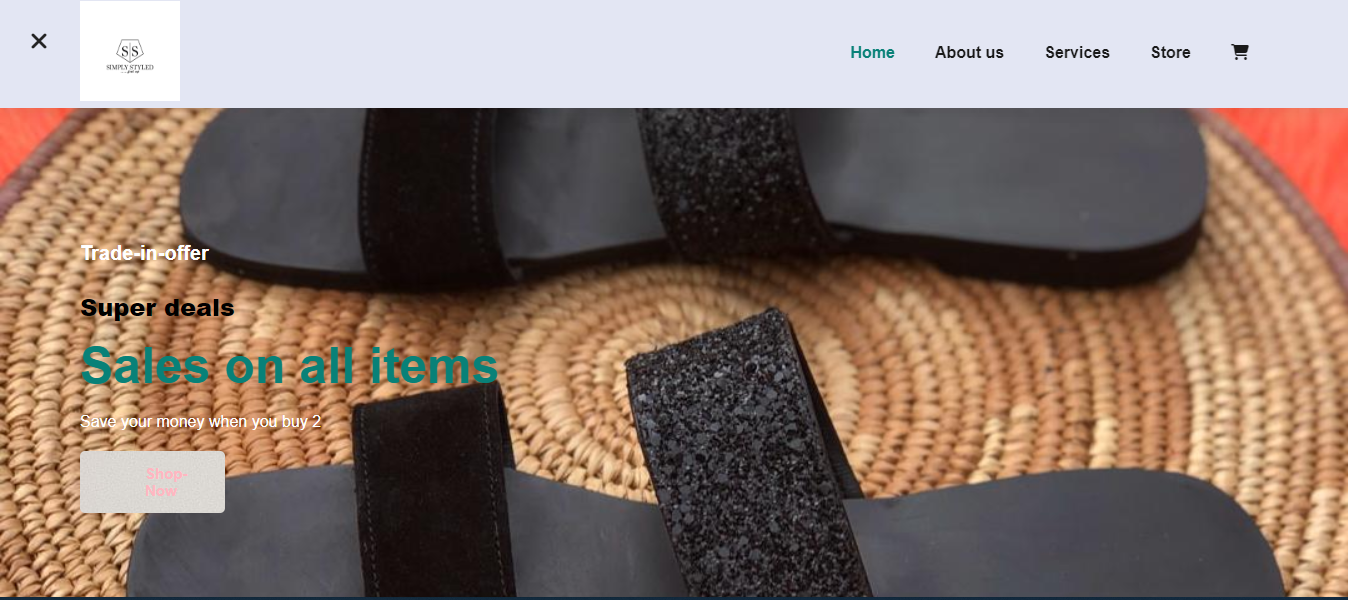 SS
SIMPLY STYLED
Home
About us
Services
Store
Trade-in-offer
Super deals
Sales on all items
Save your money when you buy 2
Shop-
Now